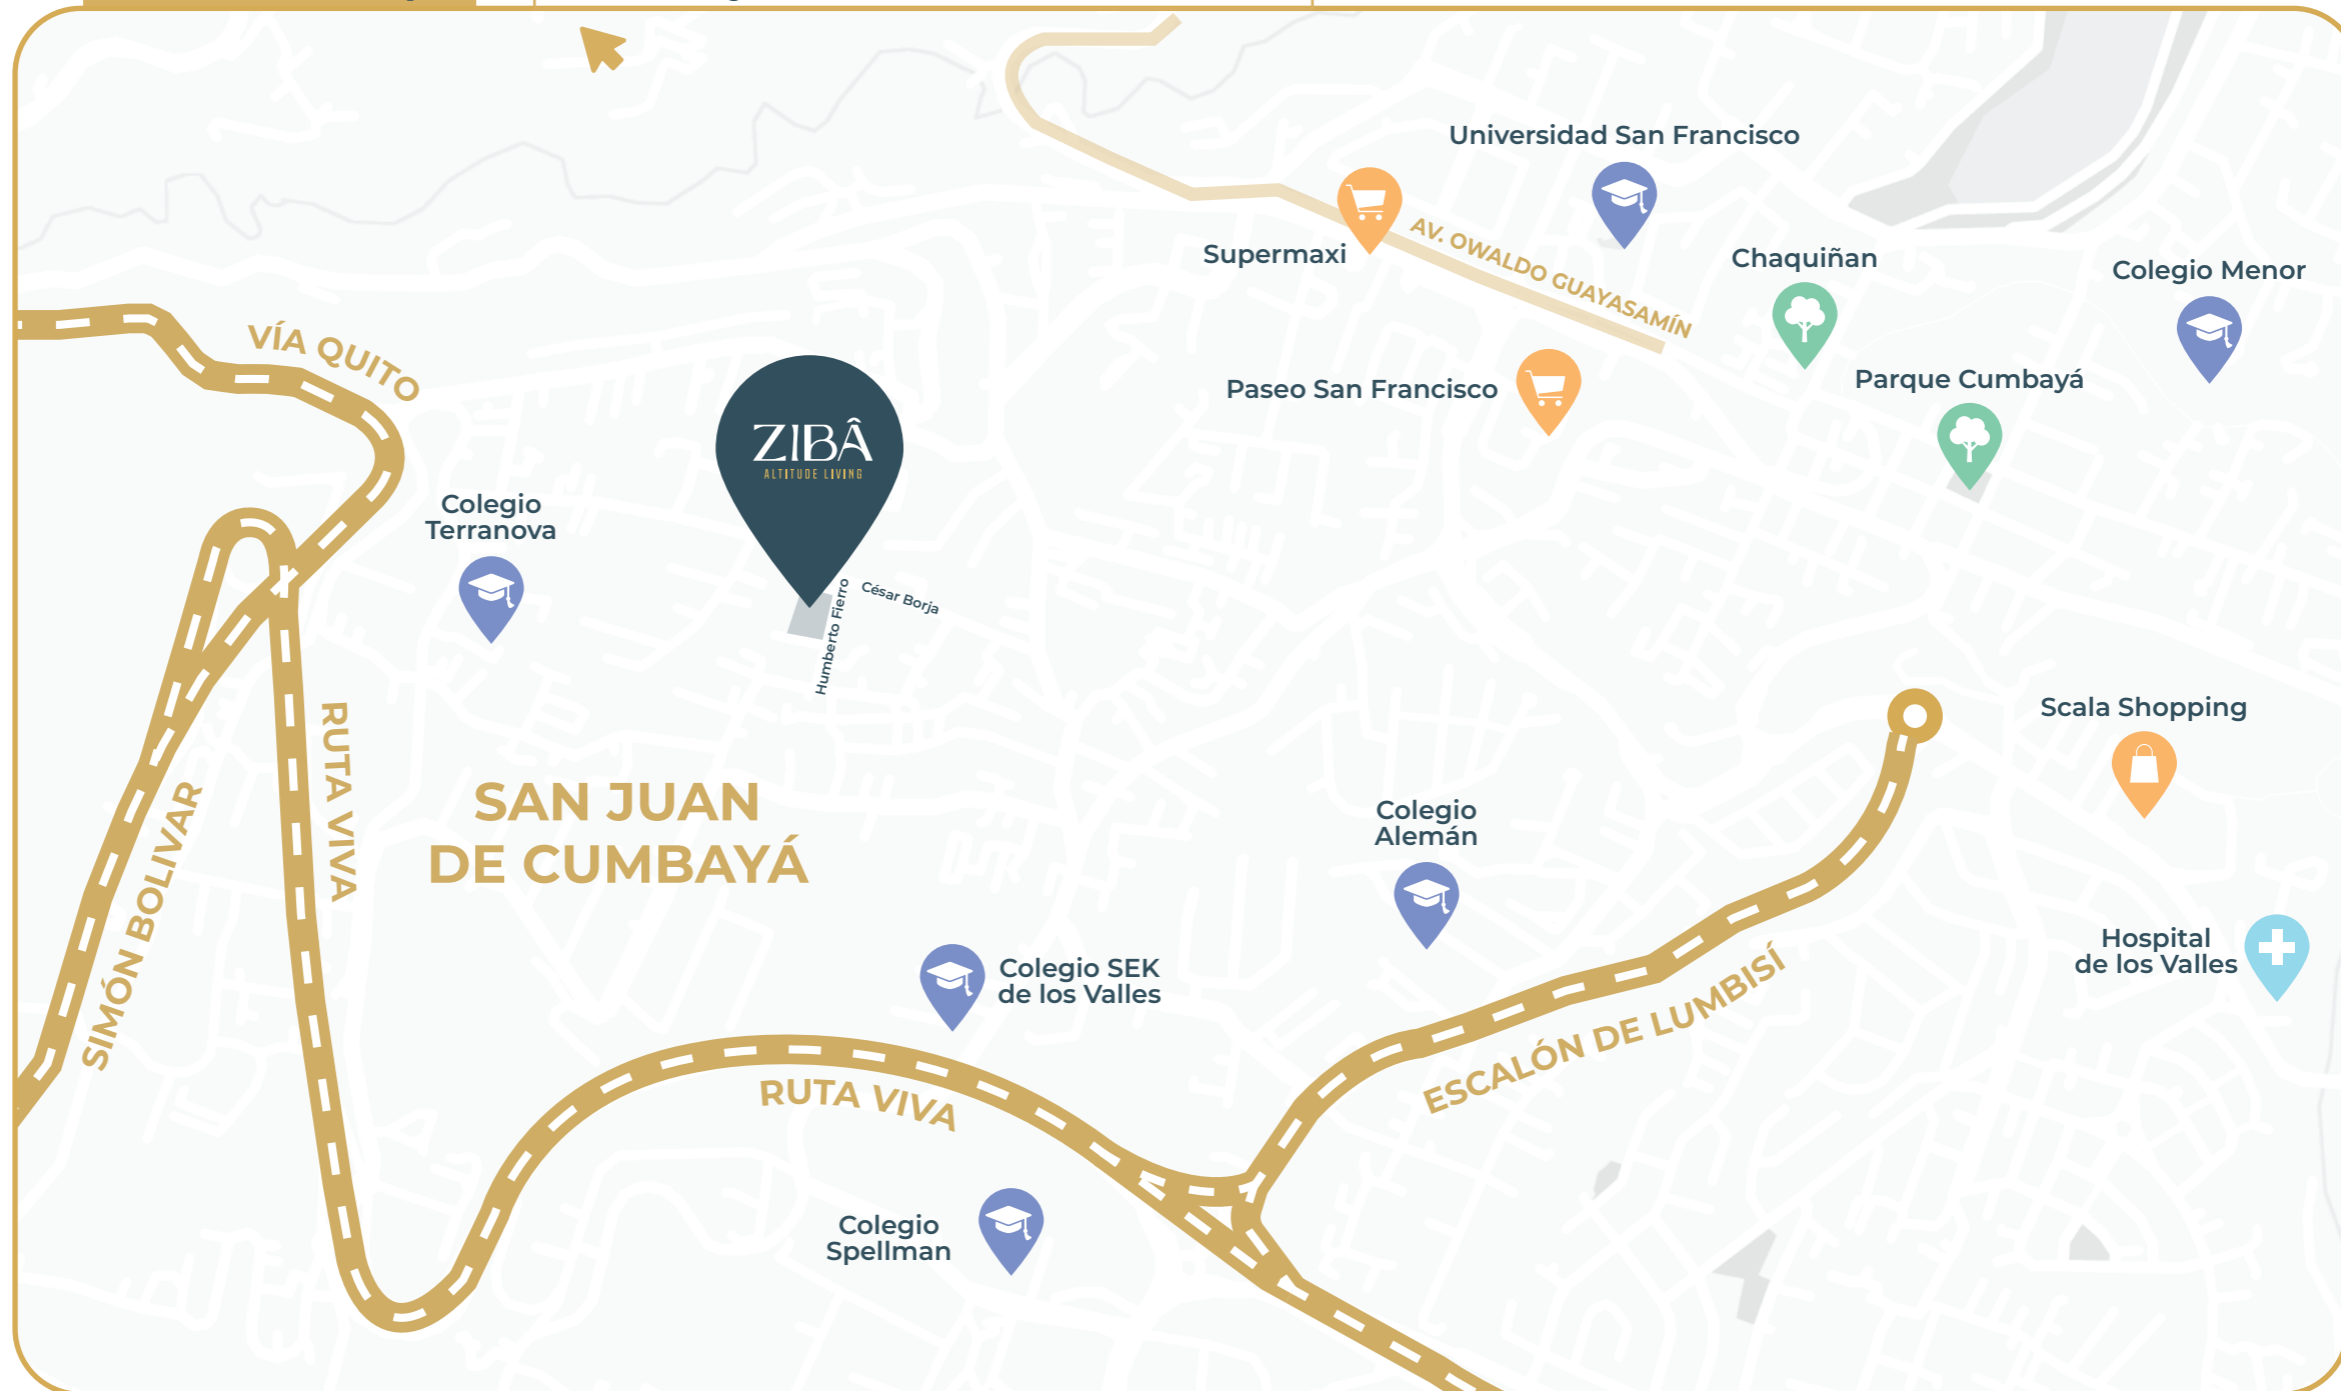 Universidad San Francisco
Supermaxi
AV. OWALDO GUAYASAMÍN
Chaquiñan
Colegio Menor
VÍA QUITO
Paseo San Francisco
Parque Cumbayá
ZIBÂ
ALTITUDE LIVING
Colegio
Terranova
Humberto Fierro
César Borja
RUTA VIVA
SIMÓN BOLIVAR
SAN JUAN
DE CUMBAYÁ
Scala Shopping
Colegio
Alemán
Hospital
de los Valles
Colegio SEK
de los Valles
ESCALÓN DE LUMBISÍ
RUTA VIVA
Colegio
Spellman